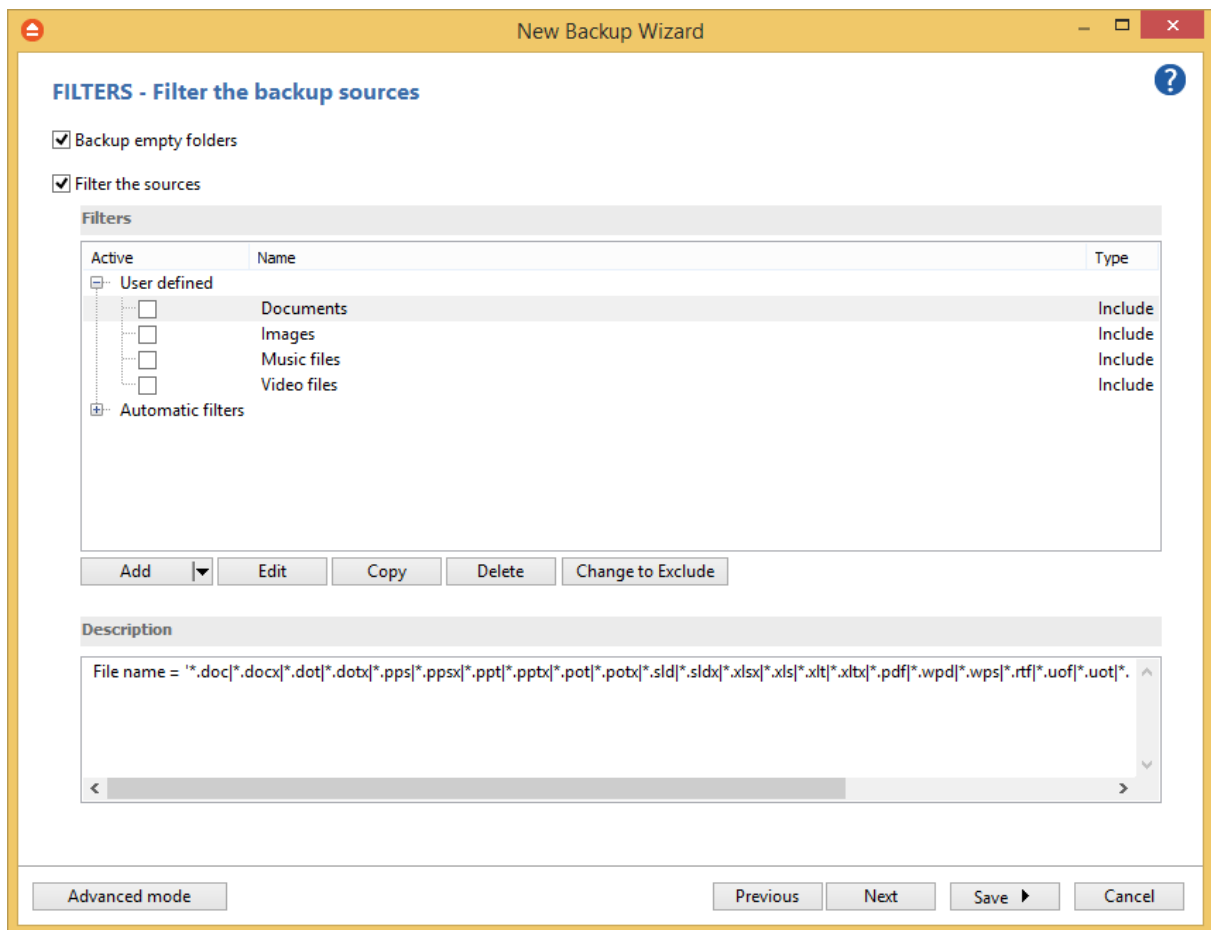 New Backup Wizard
FILTERS - Filter the backup sources
?
Backup empty folders
Filter the sources
Filters
Active Name Type
User defined
Documents Include
Images Include
Music files Include
Video files Include
Automatic filters
Add Edit Copy Delete Change to Exclude
Description
File name = '*.doc|*.docx|*.dot|*.dotx|*.pps|*.ppsx|*.ppt|*.pptx|*.pot|*.potx|*.sld|*.sldx|*.xlsx|*.xls|*.xlt|*.xltx|*.pdf|*.wpd|*.wps|*.rtf|*.uof|*.uot|*.
Advanced mode Previous Next Save Cancel